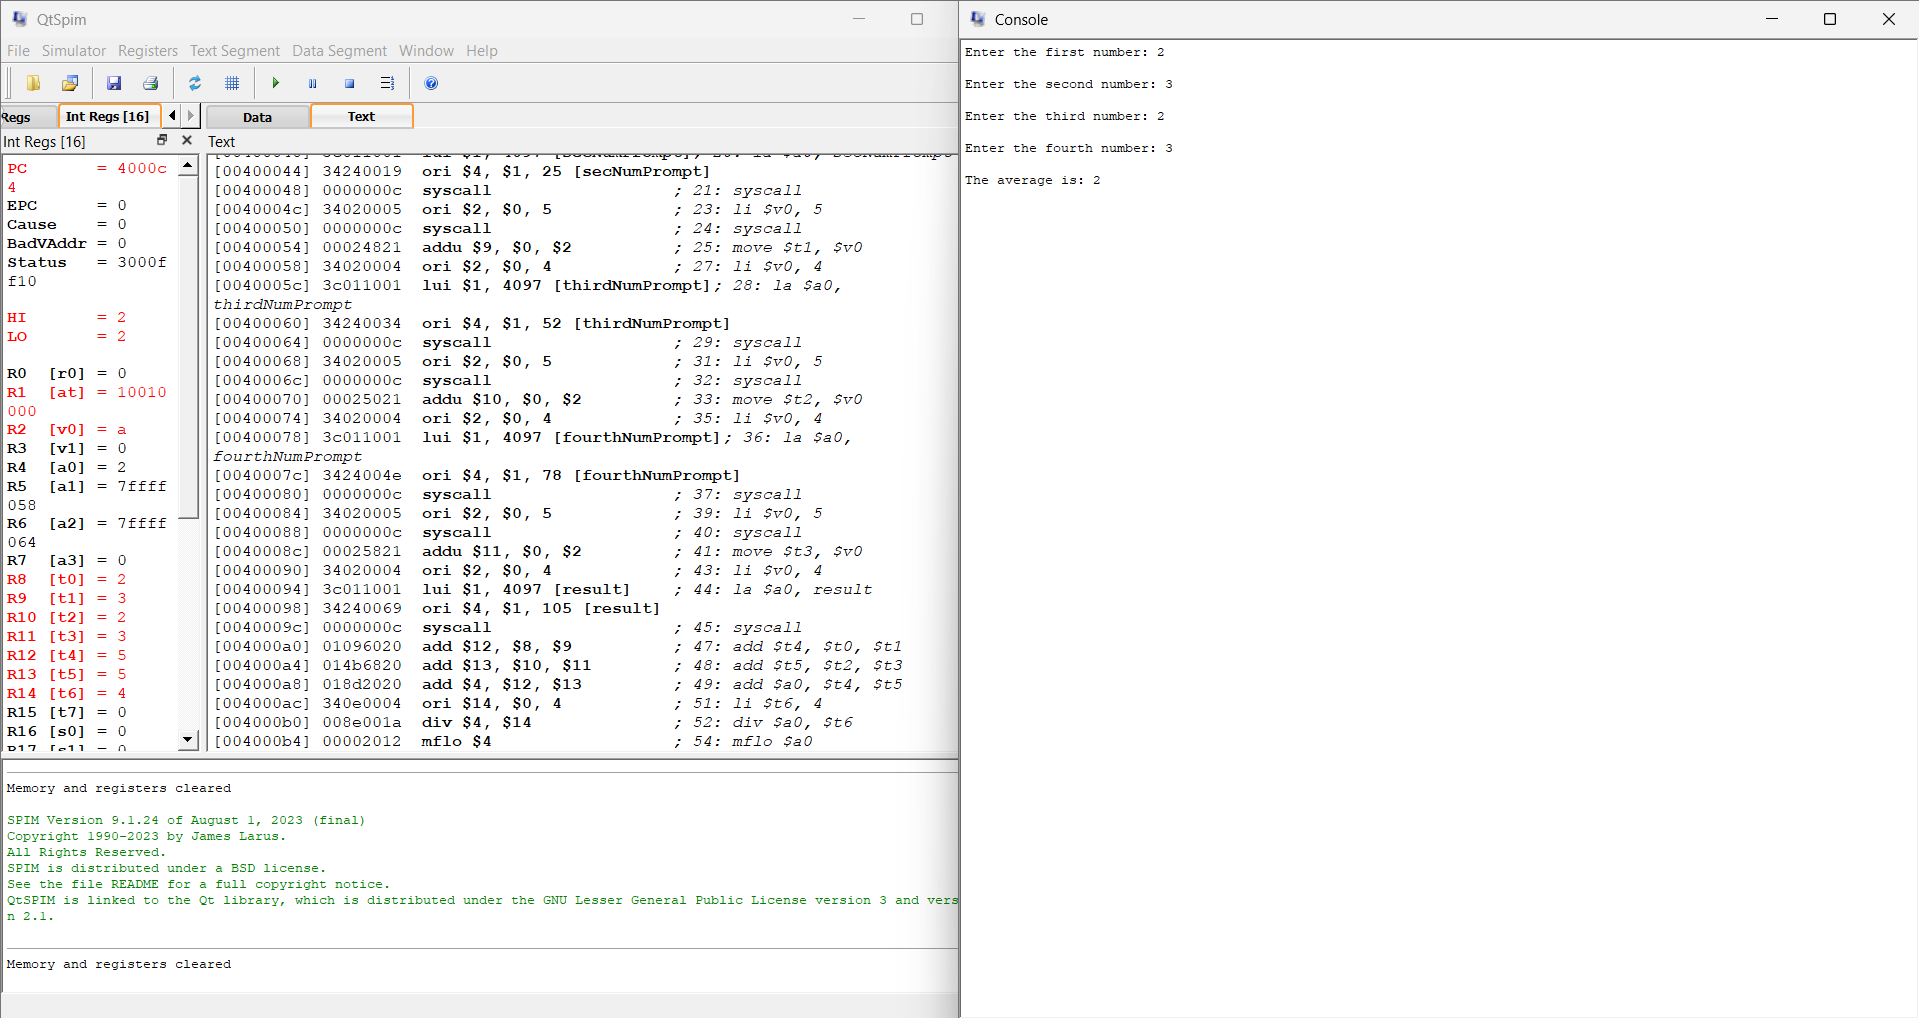 QtSpim
File Simulator Registers Text Segment Data Segment Window Help
Regs
Int Regs [16]
Data
Text
Int Regs [16]
PC = 4000c
4
EPC = 0
Cause = 0
BadVAddr = 0
Status = 3000f
f10
HI = 2
LO = 2
R0 [r0] = 0
R1 [at] = 10010
000
R2 [v0] = a
R3 [v1] = 0
R4 [a0] = 2
R5 [a1] = 7ffff
058
R6 [a2] = 7ffff
064
R7 [a3] = 0
R8 [t0] = 2
R9 [t1] = 3
R10 [t2] = 2
R11 [t3] = 3
R12 [t4] = 5
R13 [t5] = 5
R14 [t6] = 4
R15 [t7] = 0
R16 [s0] = 0
R17 [s1] = 0
Text
[00400040] 3c011001 lui $1, 4097 [secNumPrompt]; 20: la $a0, secNumPrompt
[00400044] 34240019 ori $4, $1, 25 [secNumPrompt]
[00400048] 0000000c syscall ; 21: syscall
[0040004c] 34020005 ori $2, $0, 5 ; 23: li $v0, 5
[00400050] 0000000c syscall ; 24: syscall
[00400054] 00024821 addu $9, $0, $2 ; 25: move $t1, $v0
[00400058] 34020004 ori $2, $0, 4 ; 27: li $v0, 4
[0040005c] 3c011001 lui $1, 4097 [thirdNumPrompt]; 28: la $a0,
thirdNumPrompt
[00400060] 34240034 ori $4, $1, 52 [thirdNumPrompt]
[00400064] 0000000c syscall ; 29: syscall
[00400068] 34020005 ori $2, $0, 5 ; 31: li $v0, 5
[0040006c] 0000000c syscall ; 32: syscall
[00400070] 00025021 addu $10, $0, $2 ; 33: move $t2, $v0
[00400074] 34020004 ori $2, $0, 4 ; 35: li $v0, 4
[00400078] 3c011001 lui $1, 4097 [fourthNumPrompt]; 36: la $a0,
fourthNumPrompt
[0040007c] 3424004e ori $4, $1, 78 [fourthNumPrompt]
[00400080] 0000000c syscall ; 37: syscall
[00400084] 34020005 ori $2, $0, 5 ; 39: li $v0, 5
[00400088] 0000000c syscall ; 40: syscall
[0040008c] 00025821 addu $11, $0, $2 ; 41: move $t3, $v0
[00400090] 34020004 ori $2, $0, 4 ; 43: li $v0, 4
[00400094] 3c011001 lui $1, 4097 [result] ; 44: la $a0, result
[00400098] 34240069 ori $4, $1, 105 [result]
[0040009c] 0000000c syscall ; 45: syscall
[004000a0] 01096020 add $12, $8, $9 ; 47: add $t4, $t0, $t1
[004000a4] 014b6820 add $13, $10, $11 ; 48: add $t5, $t2, $t3
[004000a8] 018d2020 add $4, $12, $13 ; 49: add $a0, $t4, $t5
[004000ac] 340e0004 ori $14, $0, 4 ; 51: li $t6, 4
[004000b0] 008e001a div $4, $14 ; 52: div $a0, $t6
[004000b4] 00002012 mflo $4 ; 54: mflo $a0
Memory and registers cleared
SPIM Version 9.1.24 of August 1, 2023 (final)
Copyright 1990-2023 by James Larus.
All Rights Reserved.
SPIM is distributed under a BSD license.
See the file README for a full copyright notice.
QtSPIM is linked to the Qt library, which is distributed under the GNU Lesser General Public License version 3 and vers
n 2.1.
Memory and registers cleared
Console
Enter the first number: 2
Enter the second number: 3
Enter the third number: 2
Enter the fourth number: 3
The average is: 2